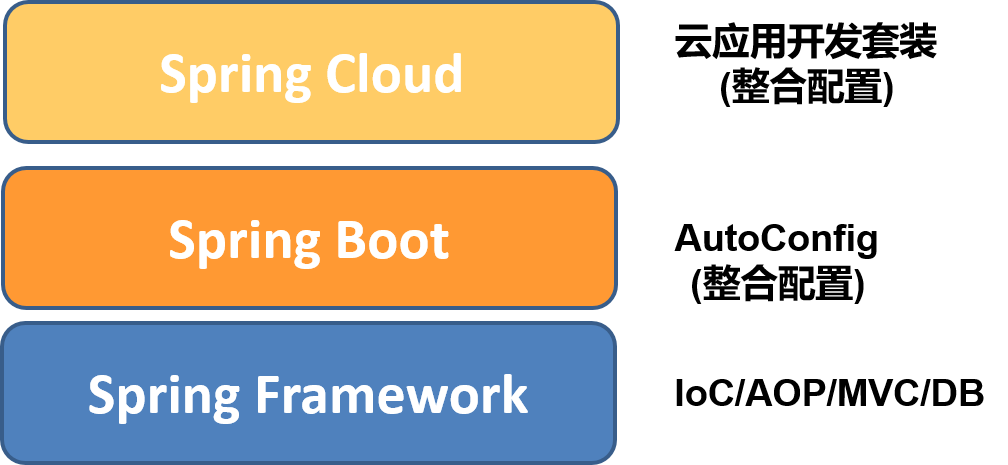 Spring Cloud
云应用开发套装
(整合配置)
Spring Boot
AutoConfig
(整合配置)
Spring Framework
IoC/AOP/MVC/DB